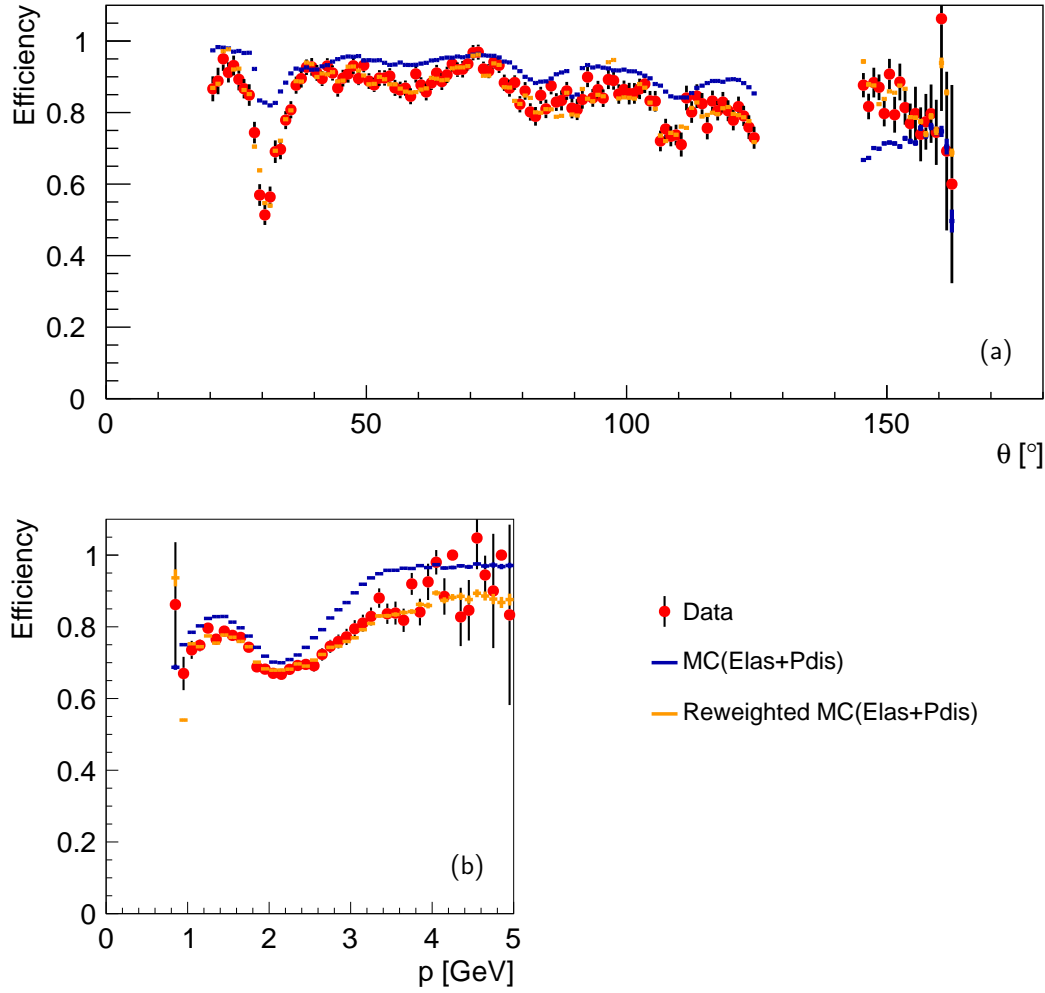 Efficiency
1
0.8
0.6
0.4
0.2
0
(a)
0 50 100 150
θ [°]
Efficiency
1
0.8
0.6
0.4
0.2
0
(b)
0 1 2 3 4 5
p [GeV]
Data
MC(Elas+Pdis)
Reweighted MC(Elas+Pdis)